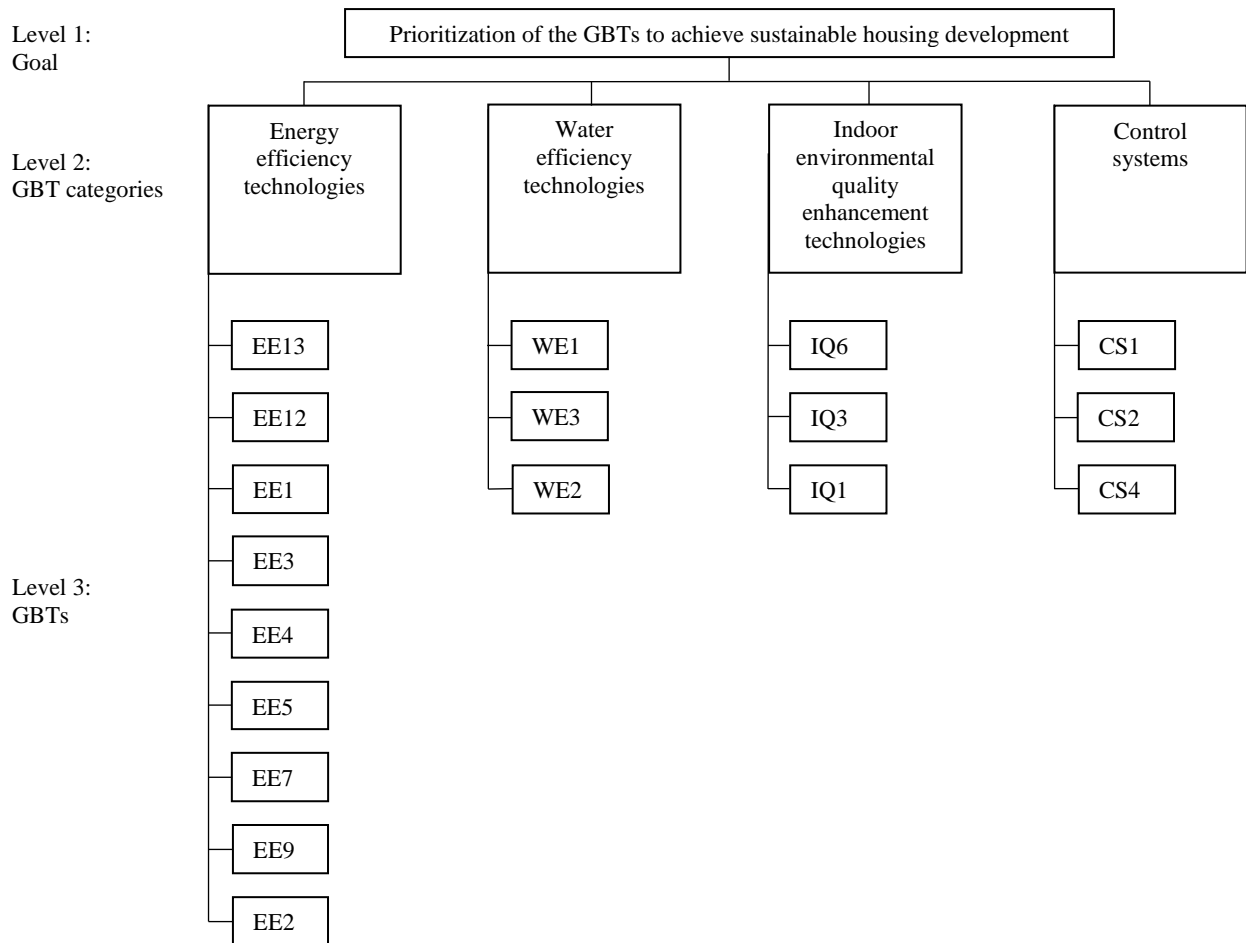 Level 1:
Goal
Prioritization of the GBTs to achieve sustainable housing development
Level 2:
GBT categories
Energy
efficiency
technologies
Water
efficiency
technologies
Indoor
environmental
quality
enhancement
technologies
Control
systems
Level 3:
GBTs
EE13
EE12
EE1
EE3
EE4
EE5
EE7
EE9
EE2
WE1
WE3
WE2
IQ6
IQ3
IQ1
CS1
CS2
CS4